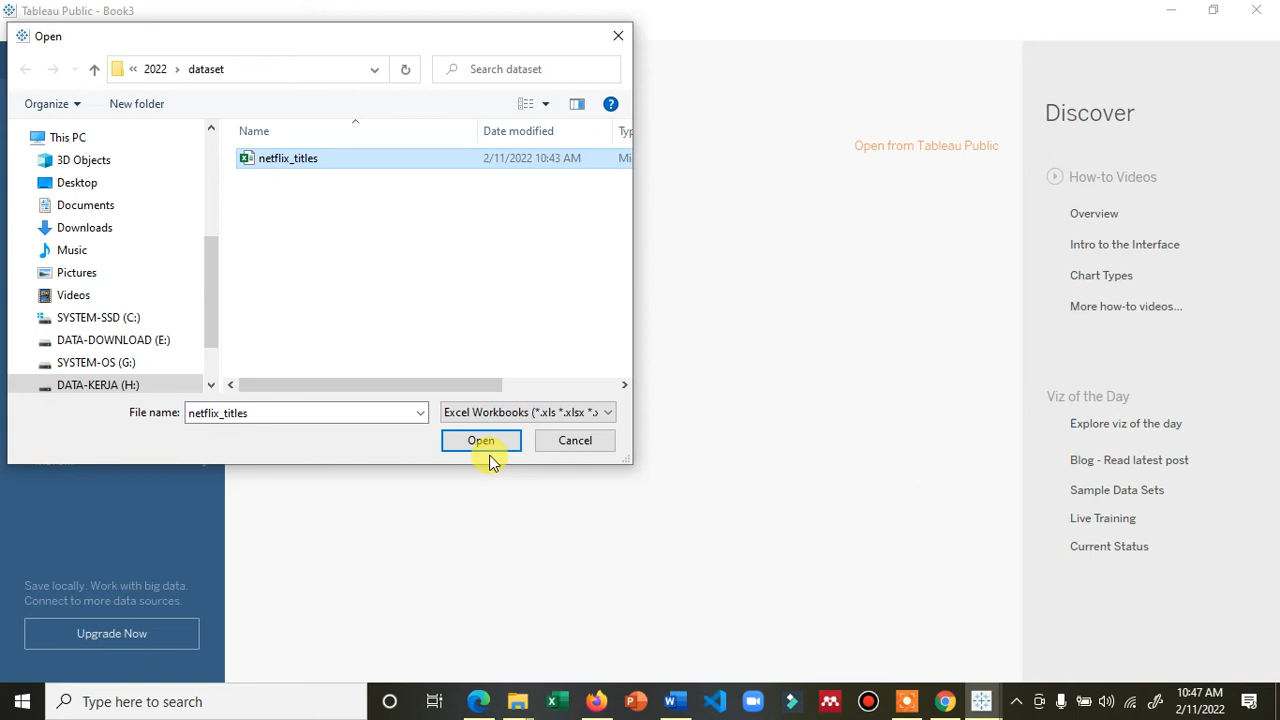 Tableau Public - Book3
Open
2022 dataset
Search dataset
Organize
New folder
This PC
3D Objects
Desktop
Documents
Downloads
Music
Pictures
Videos
SYSTEM-SSD (C:)
DATA-DOWNLOAD (E:)
SYSTEM-OS (G:)
DATA-KERJA (H:)
Name Date modified Typ
netflix_titles 2/11/2022 10:43 AM Mi
File name: netflix_titles
Excel Workbooks (*.xls *.xlsx *.x
Open Cancel
Save locally. Work with big data.
Connect to more data sources.
Upgrade Now
Open from Tableau Public
Discover
How-to Videos
Overview
Intro to the Interface
Chart Types
More how-to videos...
Viz of the Day
Explore viz of the day
Blog - Read latest post
Sample Data Sets
Live Training
Current Status
Type here to search
10:47 AM
2/11/2022